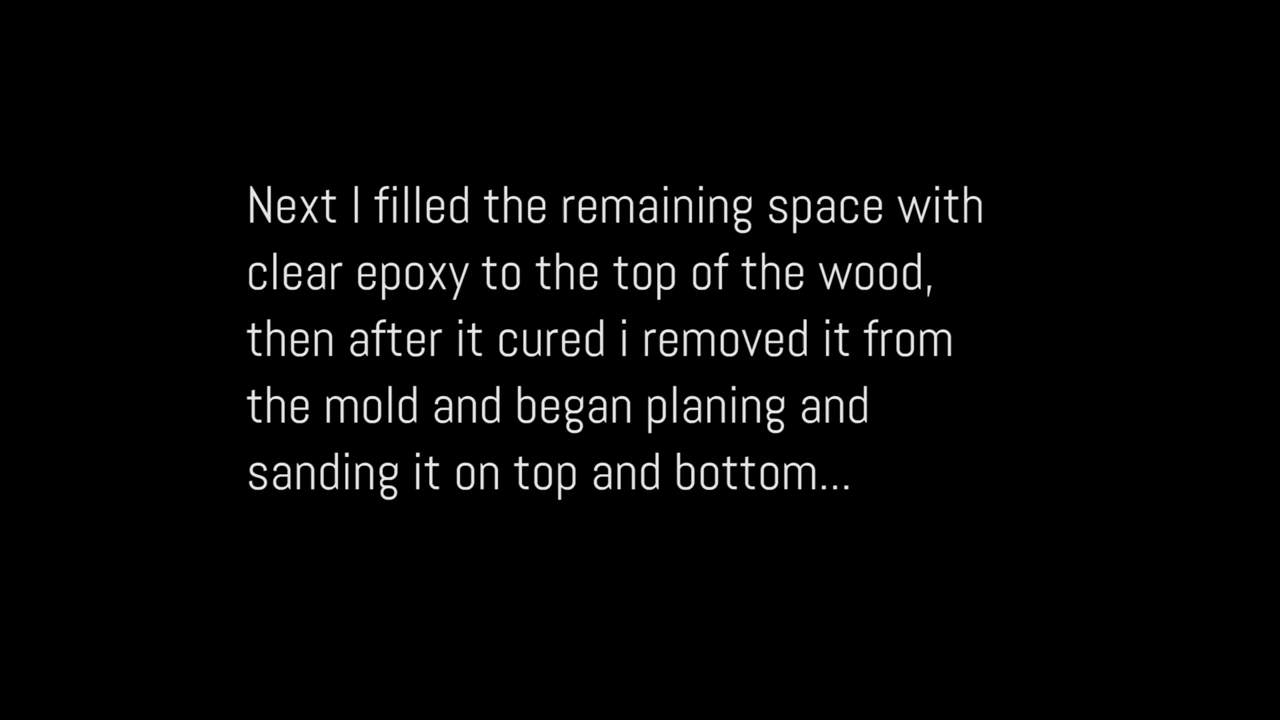 Next I filled the remaining space with
clear epoxy to the top of the wood,
then after it cured i removed it from
the mold and began planing and
sanding it on top and bottom...